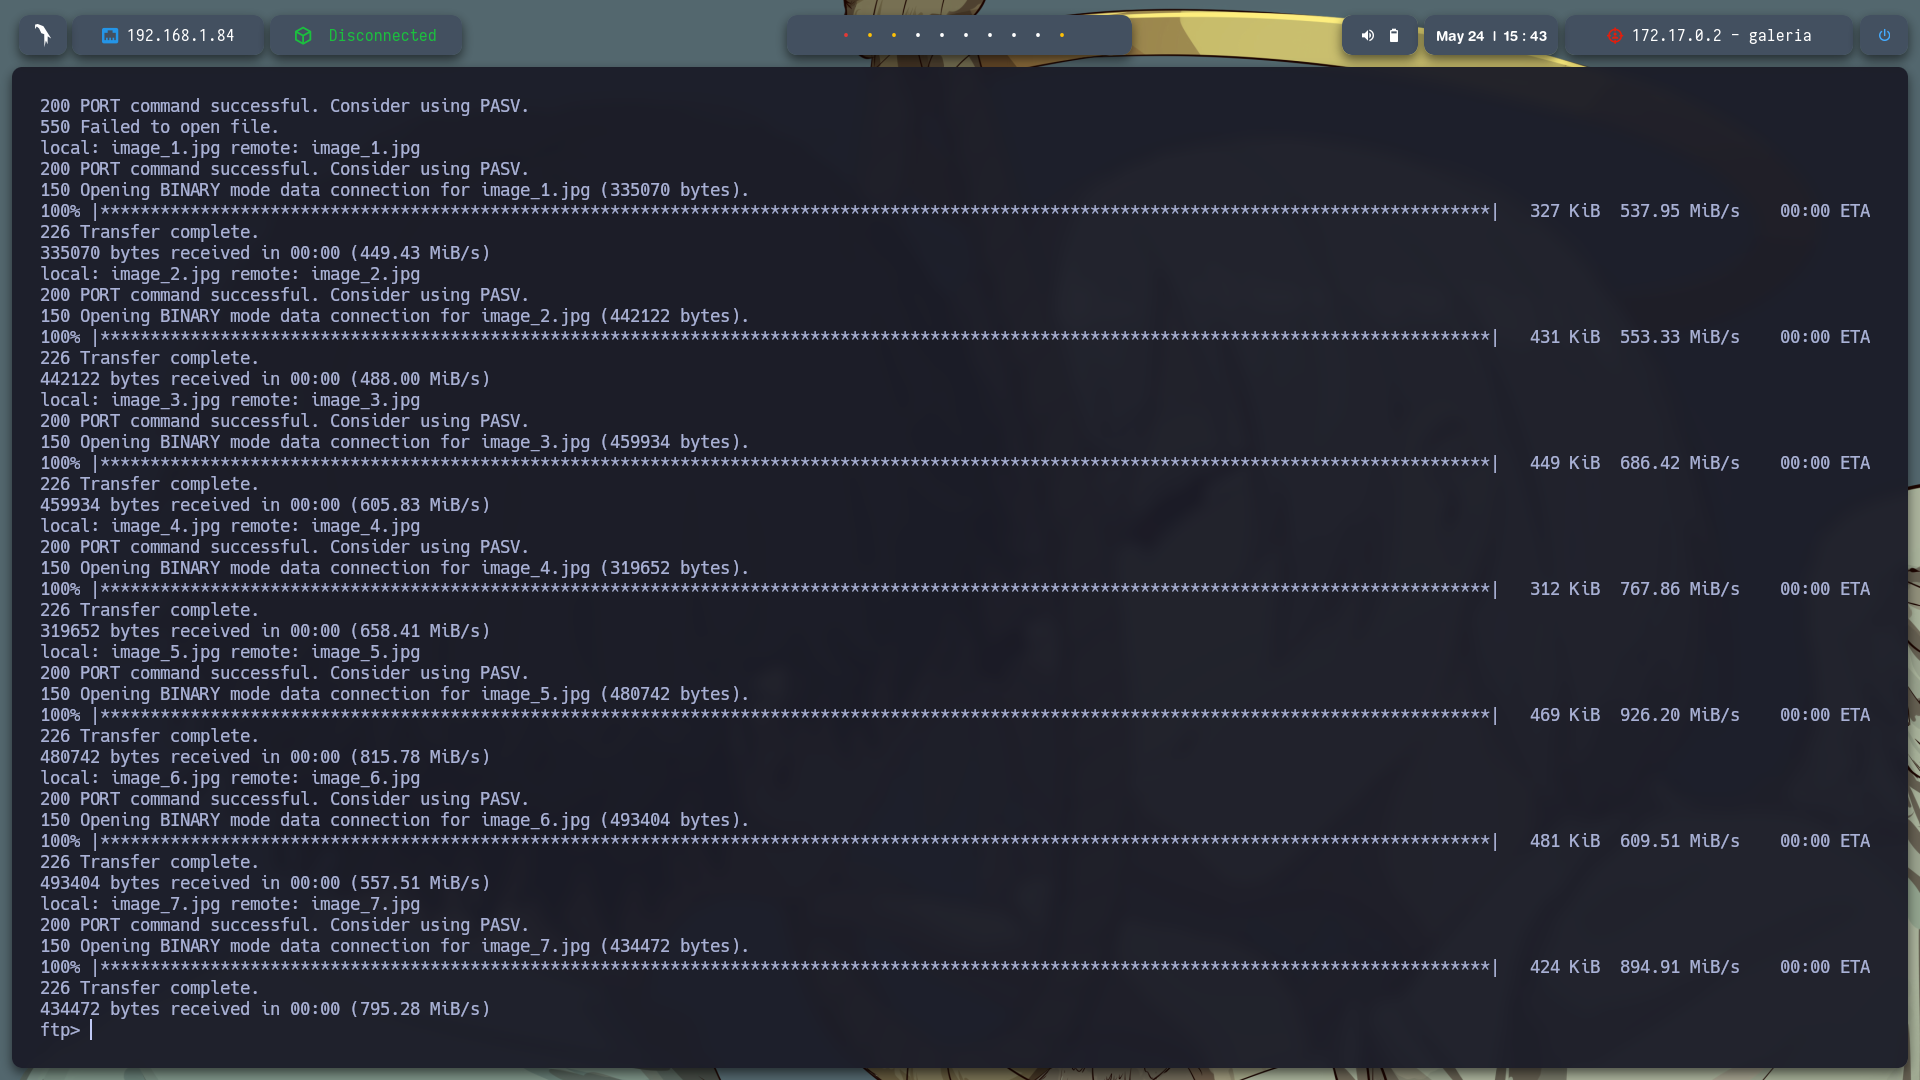 192.168.1.84
Disconnected
May 24 | 15 : 43
172.17.0.2 - galeria
200 PORT command successful. Consider using PASV.
550 Failed to open file.
local: image_1.jpg remote: image_1.jpg
200 PORT command successful. Consider using PASV.
150 Opening BINARY mode data connection for image_1.jpg (335070 bytes).
100% |*******************************************************************************************************************************************| 327 KiB 537.95 MiB/s 00:00 ETA
226 Transfer complete.
335070 bytes received in 00:00 (449.43 MiB/s)
local: image_2.jpg remote: image_2.jpg
200 PORT command successful. Consider using PASV.
150 Opening BINARY mode data connection for image_2.jpg (442122 bytes).
100% |*******************************************************************************************************************************************| 431 KiB 553.33 MiB/s 00:00 ETA
226 Transfer complete.
442122 bytes received in 00:00 (488.00 MiB/s)
local: image_3.jpg remote: image_3.jpg
200 PORT command successful. Consider using PASV.
150 Opening BINARY mode data connection for image_3.jpg (459934 bytes).
100% |*******************************************************************************************************************************************| 449 KiB 686.42 MiB/s 00:00 ETA
226 Transfer complete.
459934 bytes received in 00:00 (605.83 MiB/s)
local: image_4.jpg remote: image_4.jpg
200 PORT command successful. Consider using PASV.
150 Opening BINARY mode data connection for image_4.jpg (319652 bytes).
100% |*******************************************************************************************************************************************| 312 KiB 767.86 MiB/s 00:00 ETA
226 Transfer complete.
319652 bytes received in 00:00 (658.41 MiB/s)
local: image_5.jpg remote: image_5.jpg
200 PORT command successful. Consider using PASV.
150 Opening BINARY mode data connection for image_5.jpg (480742 bytes).
100% |*******************************************************************************************************************************************| 469 KiB 926.20 MiB/s 00:00 ETA
226 Transfer complete.
480742 bytes received in 00:00 (815.78 MiB/s)
local: image_6.jpg remote: image_6.jpg
200 PORT command successful. Consider using PASV.
150 Opening BINARY mode data connection for image_6.jpg (493404 bytes).
100% |*******************************************************************************************************************************************| 481 KiB 609.51 MiB/s 00:00 ETA
226 Transfer complete.
493404 bytes received in 00:00 (557.51 MiB/s)
local: image_7.jpg remote: image_7.jpg
200 PORT command successful. Consider using PASV.
150 Opening BINARY mode data connection for image_7.jpg (434472 bytes).
100% |*******************************************************************************************************************************************| 424 KiB 894.91 MiB/s 00:00 ETA
226 Transfer complete.
434472 bytes received in 00:00 (795.28 MiB/s)
ftp>